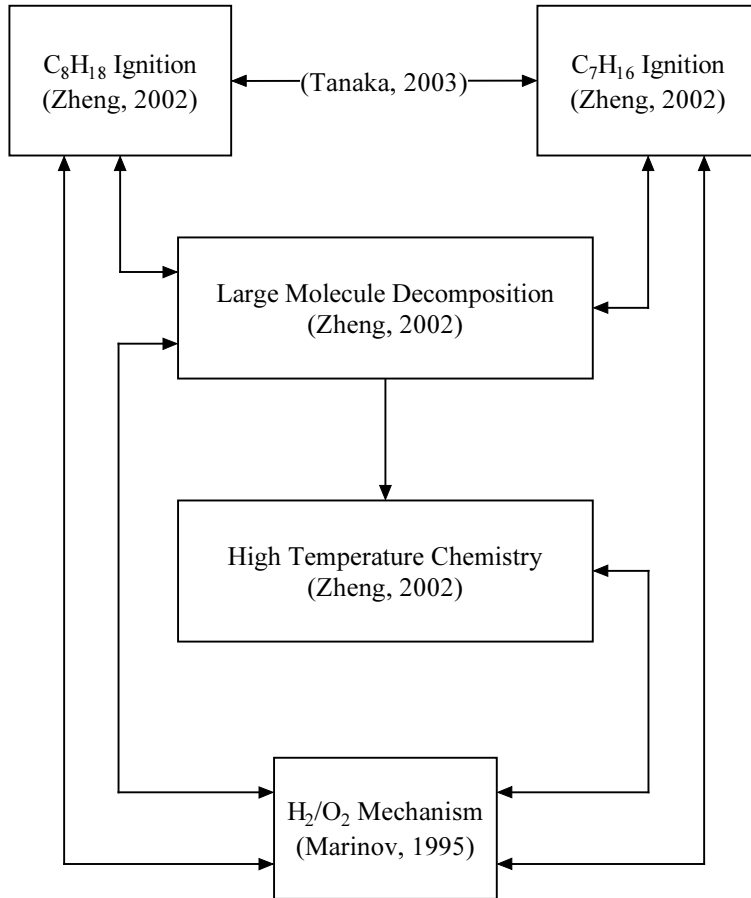 C₈H₁₈ Ignition
(Zheng, 2002)
(Tanaka, 2003)
C₇H₁₆ Ignition
(Zheng, 2002)
Large Molecule Decomposition
(Zheng, 2002)
High Temperature Chemistry
(Zheng, 2002)
H₂/O₂ Mechanism
(Marinov, 1995)